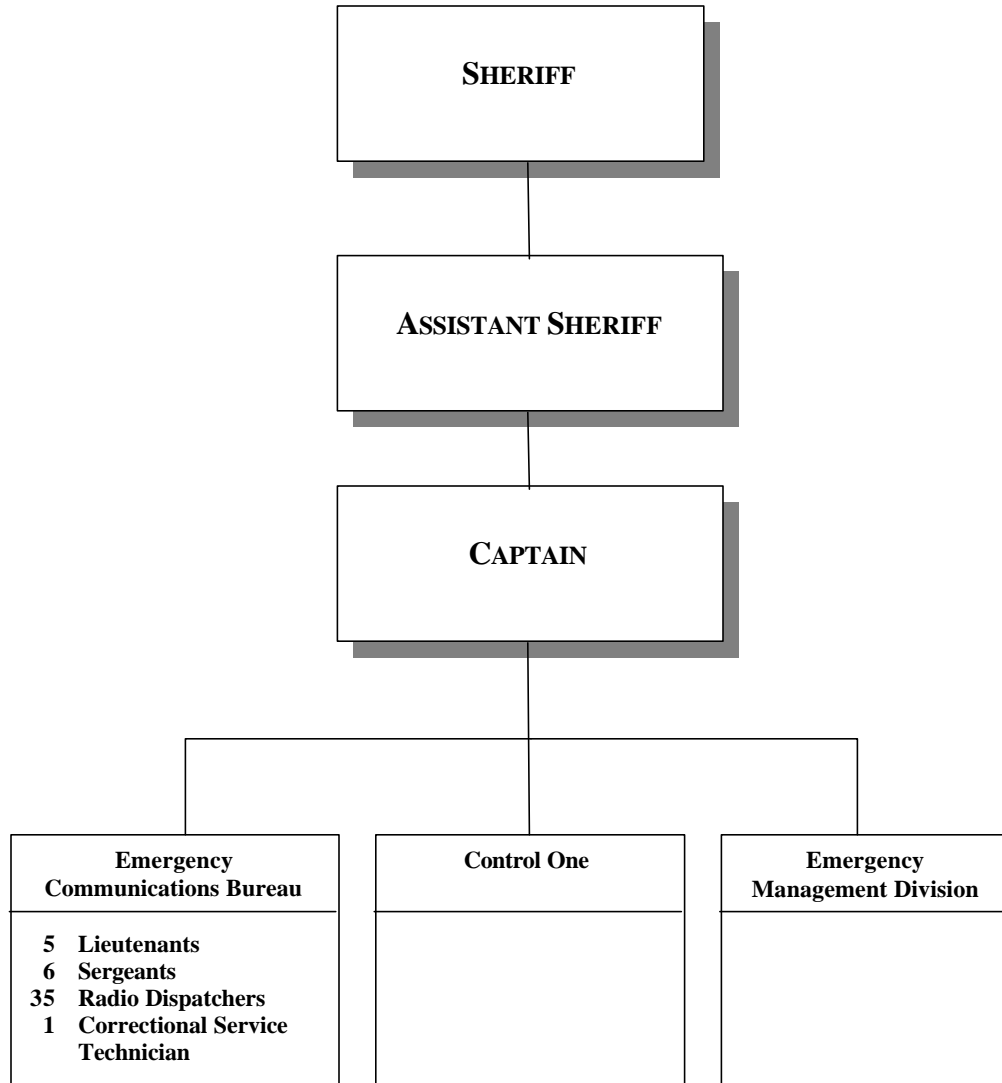 SHERIFF
ASSISTANT SHERIFF
CAPTAIN
Emergency
Communications Bureau
5 Lieutenants
6 Sergeants
35 Radio Dispatchers
1 Correctional Service
Technician
Control One
Emergency
Management Division